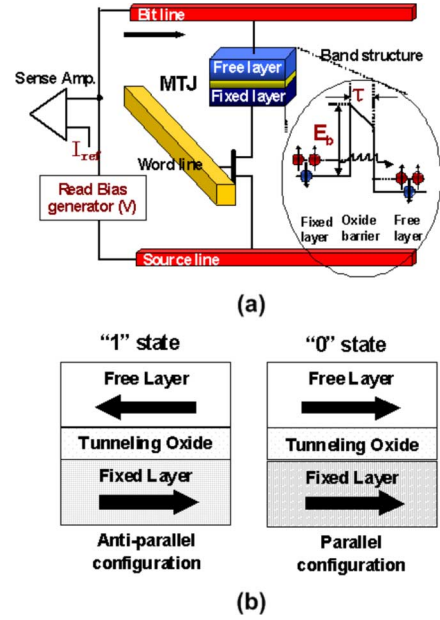 Bit line
Sense Amp.
MTJ
Free layer
Fixed layer
Band structure
τ
E_b
I_ref
Word line
Read Bias
generator (V)
Fixed
layer
Oxide
barrier
Free
layer
Source line
(a)
"1" state
"0" state
Free Layer
Free Layer
Tunneling Oxide
Tunneling Oxide
Fixed Layer
Fixed Layer
Anti-parallel
configuration
Parallel
configuration
(b)